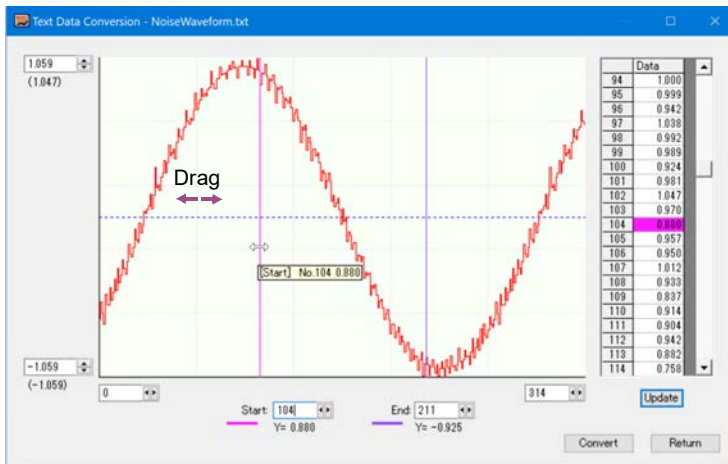 Text Data Conversion - NoiseWaveform.txt
1.059
(1.047)
Drag
[Start] No.104 0.880
-1.059
(-1.059)
0
314
Start: 104
End: 211
Y= 0.880
Y= -0.925
Data
94 1.000
95 0.999
96 0.942
97 1.038
98 0.992
99 0.989
100 0.924
101 0.981
102 1.047
103 0.970
104 0.880
105 0.957
106 0.950
107 1.012
108 0.933
109 0.837
110 0.914
111 0.904
112 0.942
113 0.882
114 0.758
Update
Convert
Return